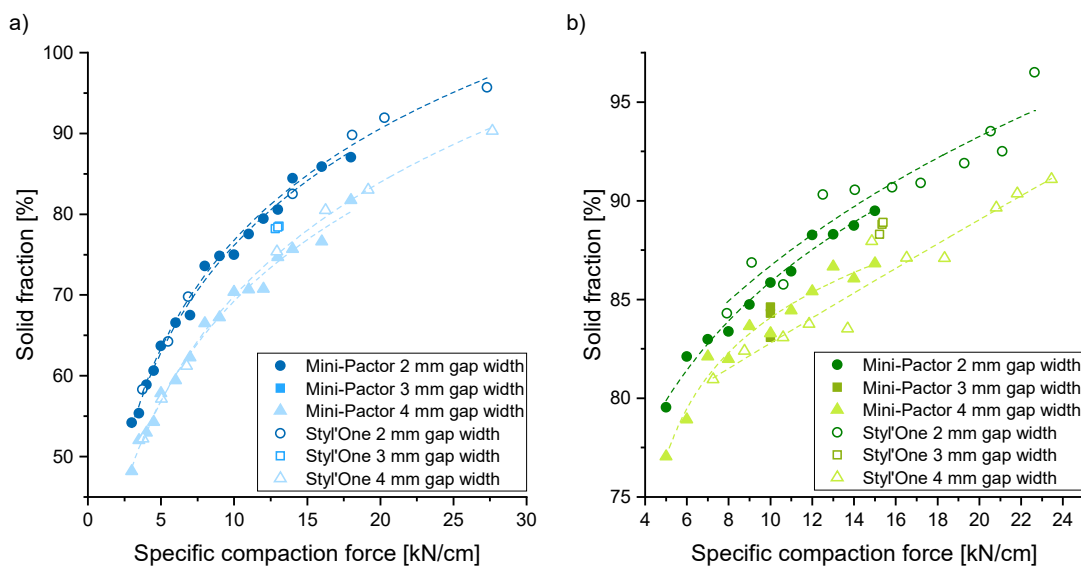 a)
100
90
80
70
60
50
Solid fraction [%]
0 5 10 15 20 25 30
Specific compaction force [kN/cm]
Mini-Pactor 2 mm gap width
Mini-Pactor 3 mm gap width
Mini-Pactor 4 mm gap width
Styl'One 2 mm gap width
Styl'One 3 mm gap width
Styl'One 4 mm gap width
b)
95
90
85
80
75
Solid fraction [%]
4 6 8 10 12 14 16 18 20 22 24
Specific compaction force [kN/cm]
Mini-Pactor 2 mm gap width
Mini-Pactor 3 mm gap width
Mini-Pactor 4 mm gap width
Styl'One 2 mm gap width
Styl'One 3 mm gap width
Styl'One 4 mm gap width